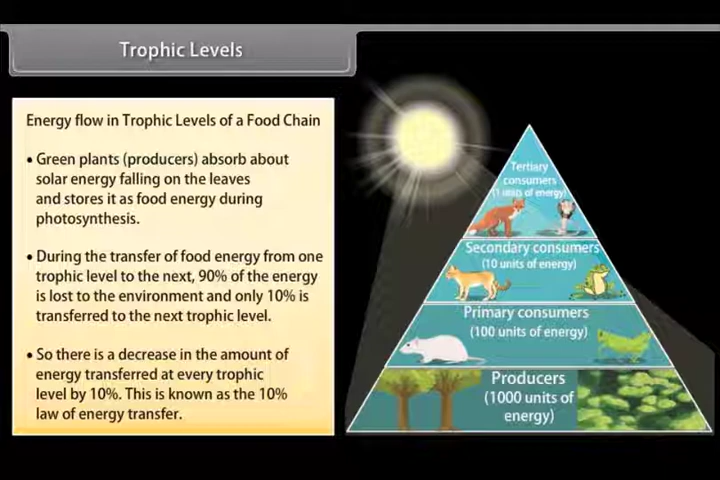 Trophic Levels
Energy flow in Trophic Levels of a Food Chain
• Green plants (producers) absorb about
solar energy falling on the leaves
and stores it as food energy during
photosynthesis.
• During the transfer of food energy from one
trophic level to the next, 90% of the energy
is lost to the environment and only 10% is
transferred to the next trophic level.
• So there is a decrease in the amount of
energy transferred at every trophic
level by 10%. This is known as the 10%
law of energy transfer.
Tertiary
consumers
(1 units of energy)
Secondary consumers
(10 units of energy)
Primary consumers
(100 units of energy)
Producers
(1000 units of
energy)